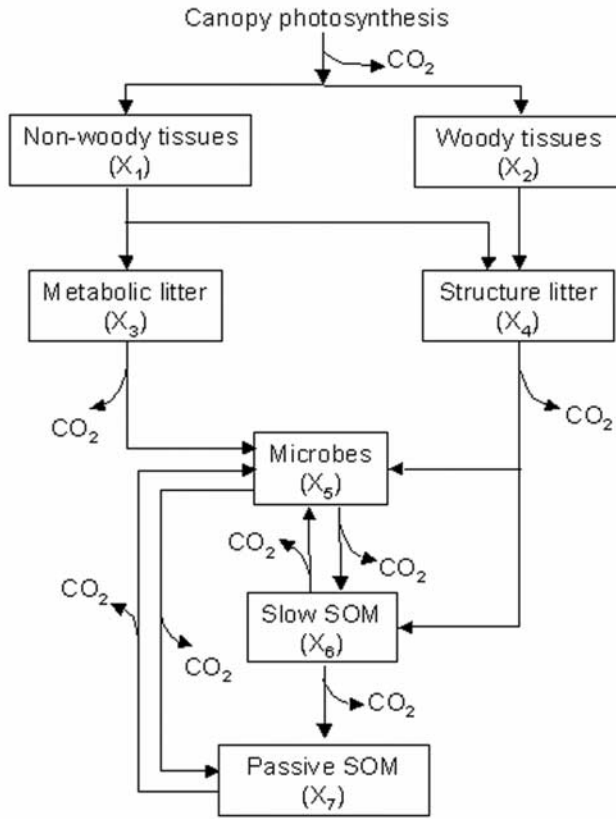 Canopy photosynthesis
CO₂
Non-woody tissues
(X₁)
Woody tissues
(X₂)
Metabolic litter
(X₃)
Structure litter
(X₄)
CO₂
CO₂
Microbes
(X₅)
CO₂
CO₂
CO₂
Slow SOM
(X₆)
CO₂
CO₂
Passive SOM
(X₇)